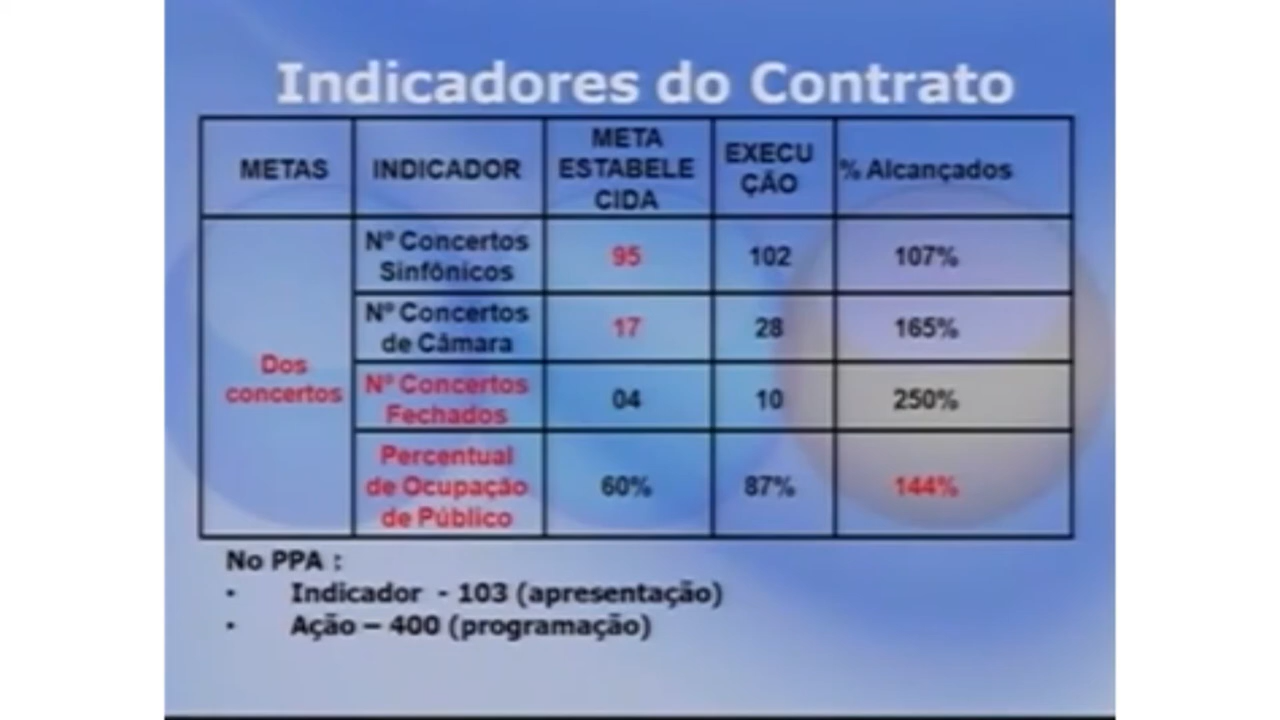 Indicadores do Contrato
METAS
INDICADOR
META
ESTABELE
CIDA
EXECU
ÇÃO
% Alcançados
Dos
concertos
Nº Concertos
Sinfônicos
95
102
107%
Nº Concertos
de Câmara
17
28
165%
Nº Concertos
Fechados
04
10
250%
Percentual
de Ocupação
de Público
60%
87%
144%
No PPA :
• Indicador - 103 (apresentação)
• Ação – 400 (programação)